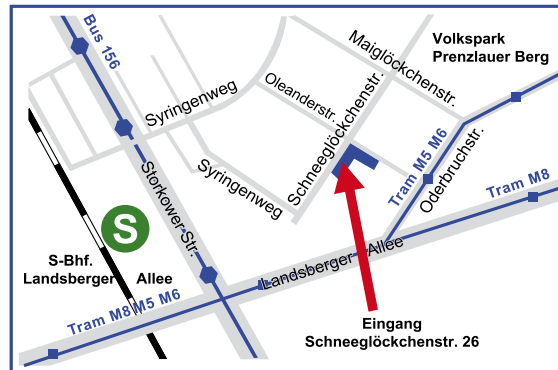 Bus 156
Volkspark
Prenzlauer Berg
Maiglöckchenstr.
Oleanderstr.
Schneeglöckchenstr.
Syringenweg
Syringenweg
Storkower Str.
Tram M5 M6
Oderbruchstr.
Tram M8
S
S-Bhf.
Landsberger Allee
Landsberger Allee
Tram M8 M5 M6
Eingang
Schneeglöckchenstr. 26